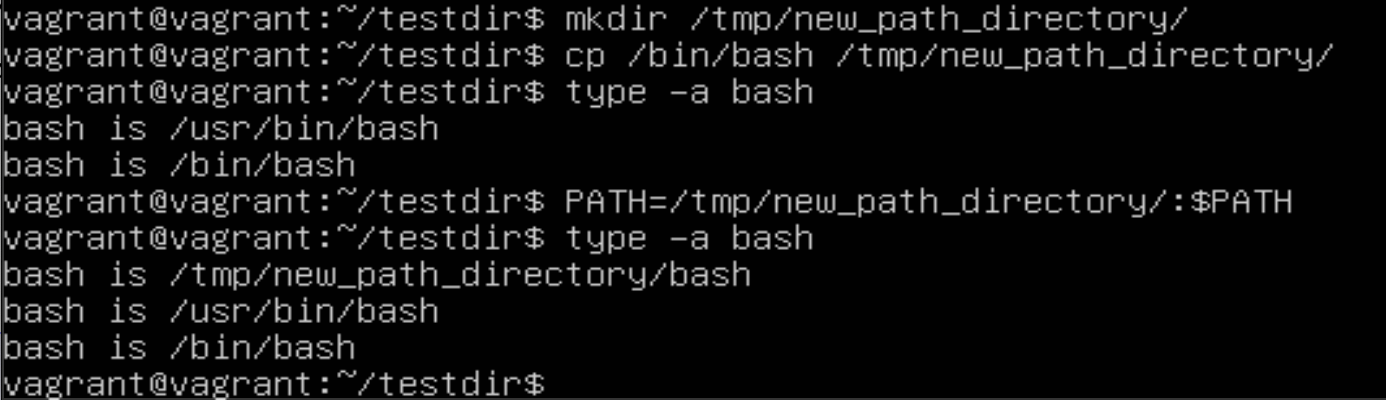 vagrant@vagrant:~/testdir$ mkdir /tmp/new_path_directory/
vagrant@vagrant:~/testdir$ cp /bin/bash /tmp/new_path_directory/
vagrant@vagrant:~/testdir$ type -a bash
bash is /usr/bin/bash
bash is /bin/bash
vagrant@vagrant:~/testdir$ PATH=/tmp/new_path_directory/:$PATH
vagrant@vagrant:~/testdir$ type -a bash
bash is /tmp/new_path_directory/bash
bash is /usr/bin/bash
bash is /bin/bash
vagrant@vagrant:~/testdir$